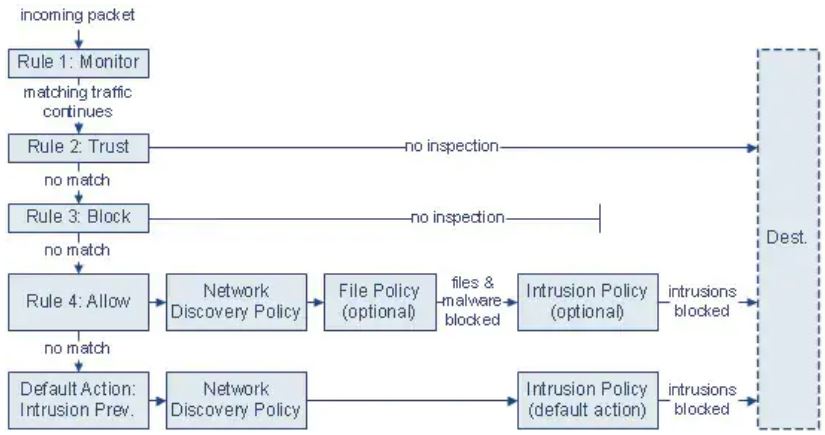 incoming packet
Rule 1: Monitor
matching traffic
continues
Rule 2: Trust
no inspection
no match
Rule 3: Block
no inspection
no match
Dest.
Rule 4: Allow
Network
Discovery Policy
File Policy
(optional)
files &
malware
blocked
Intrusion Policy
(optional)
intrusions
blocked
no match
Default Action:
Intrusion Prev.
Network
Discovery Policy
Intrusion Policy
(default action)
intrusions
blocked